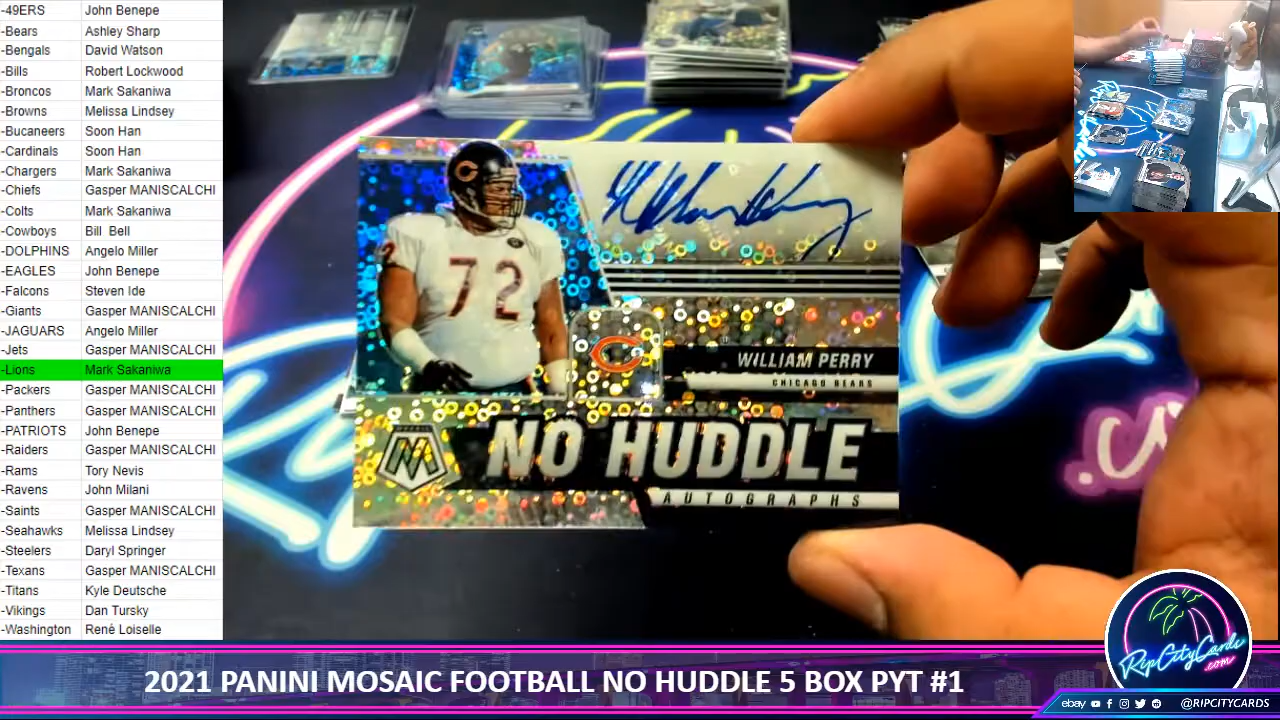 -49ERS John Benepe
-Bears Ashley Sharp
-Bengals David Watson
-Bills Robert Lockwood
-Broncos Mark Sakaniwa
-Browns Melissa Lindsey
-Bucaneers Soon Han
-Cardinals Soon Han
-Chargers Mark Sakaniwa
-Chiefs Gasper MANISCALCHI
-Colts Mark Sakaniwa
-Cowboys Bill Bell
-DOLPHINS Angelo Miller
-EAGLES John Benepe
-Falcons Steven Ide
-Giants Gasper MANISCALCHI
-JAGUARS Angelo Miller
-Jets Gasper MANISCALCHI
-Lions Mark Sakaniwa
-Packers Gasper MANISCALCHI
-Panthers Gasper MANISCALCHI
-PATRIOTS John Benepe
-Raiders Gasper MANISCALCHI
-Rams Tory Nevis
-Ravens John Milani
-Saints Gasper MANISCALCHI
-Seahawks Melissa Lindsey
-Steelers Daryl Springer
-Texans Gasper MANISCALCHI
-Titans Kyle Deutsche
-Vikings Dan Tursky
-Washington René Loiselle
72
WILLIAM PERRY
CHICAGO BEARS
NO HUDDLE
AUTOGRAPHS
RipCityCards
.com
2021 PANINI MOSAIC FOOTBALL NO HUDDLE 5 BOX PYT #1
ebay @RIPCITYCARDS